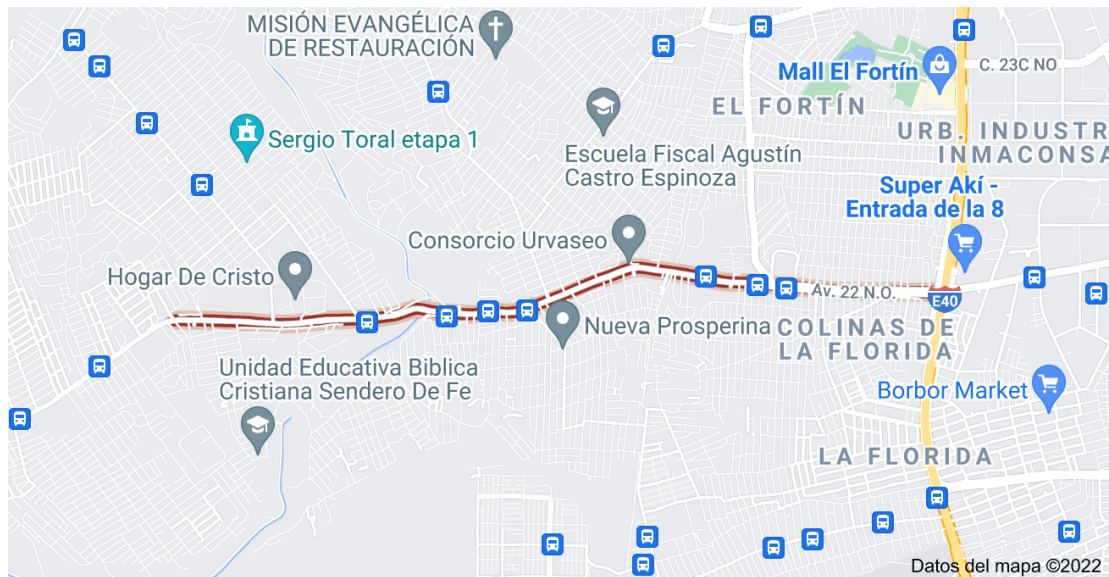 MISIÓN EVANGÉLICA
DE RESTAURACIÓN
C. 23C NO
Mall El Fortín
EL FORTÍN
URB. INDUSTR
INMACONSA
Sergio Toral etapa 1
Escuela Fiscal Agustín
Castro Espinoza
Super Akí -
Entrada de la 8
Consorcio Urvaseo
Hogar De Cristo
Av. 22 N.O.
E40
Nueva Prosperina
COLINAS DE
LA FLORIDA
Unidad Educativa Biblica
Cristiana Sendero De Fe
Borbor Market
LA FLORIDA
Datos del mapa ©2022